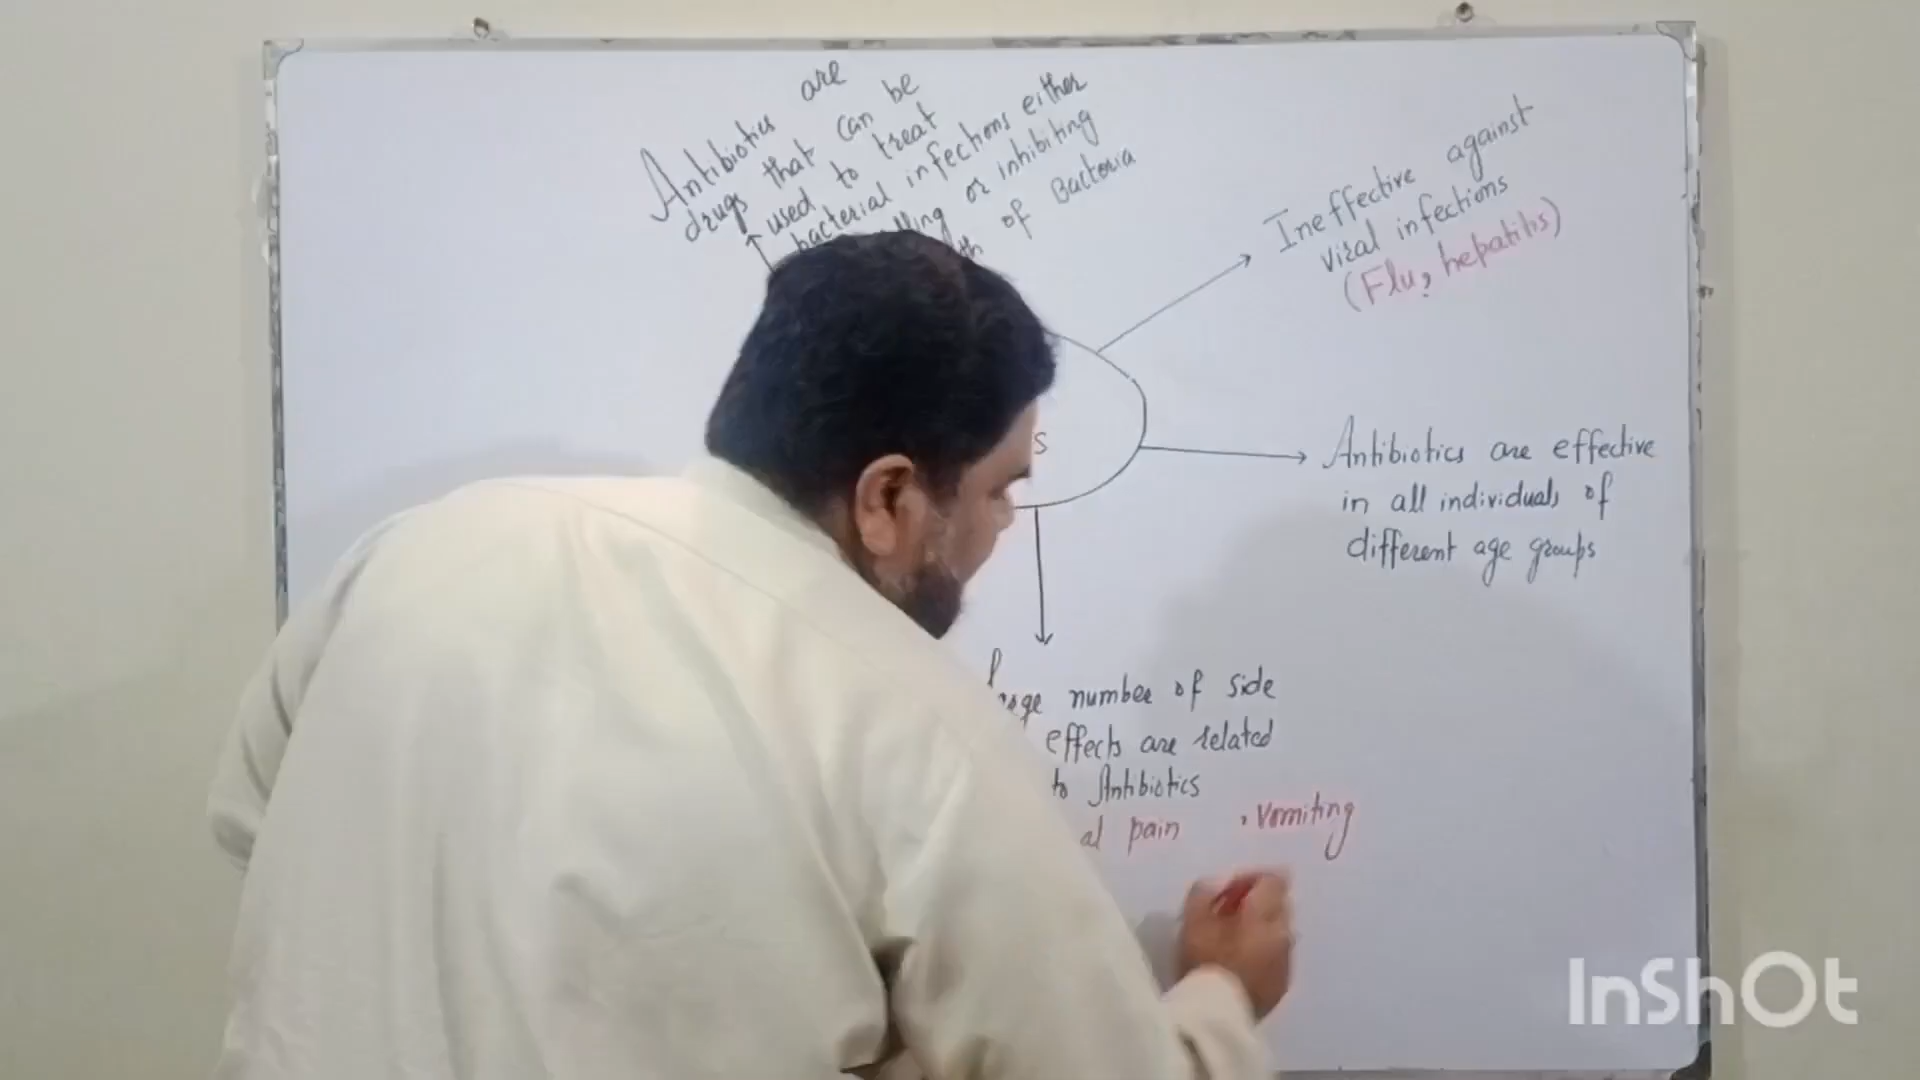 Antibiotics are
drugs that can be
used to treat
bacterial infections either
or inhibiting
of Bacteria
Ineffective against
viral infections
(Flu, hepatitis)
S
Antibiotics are effective
in all individuals of
different age groups
number of side
effects are related
to Antibiotics
al pain , vomiting
InShOt